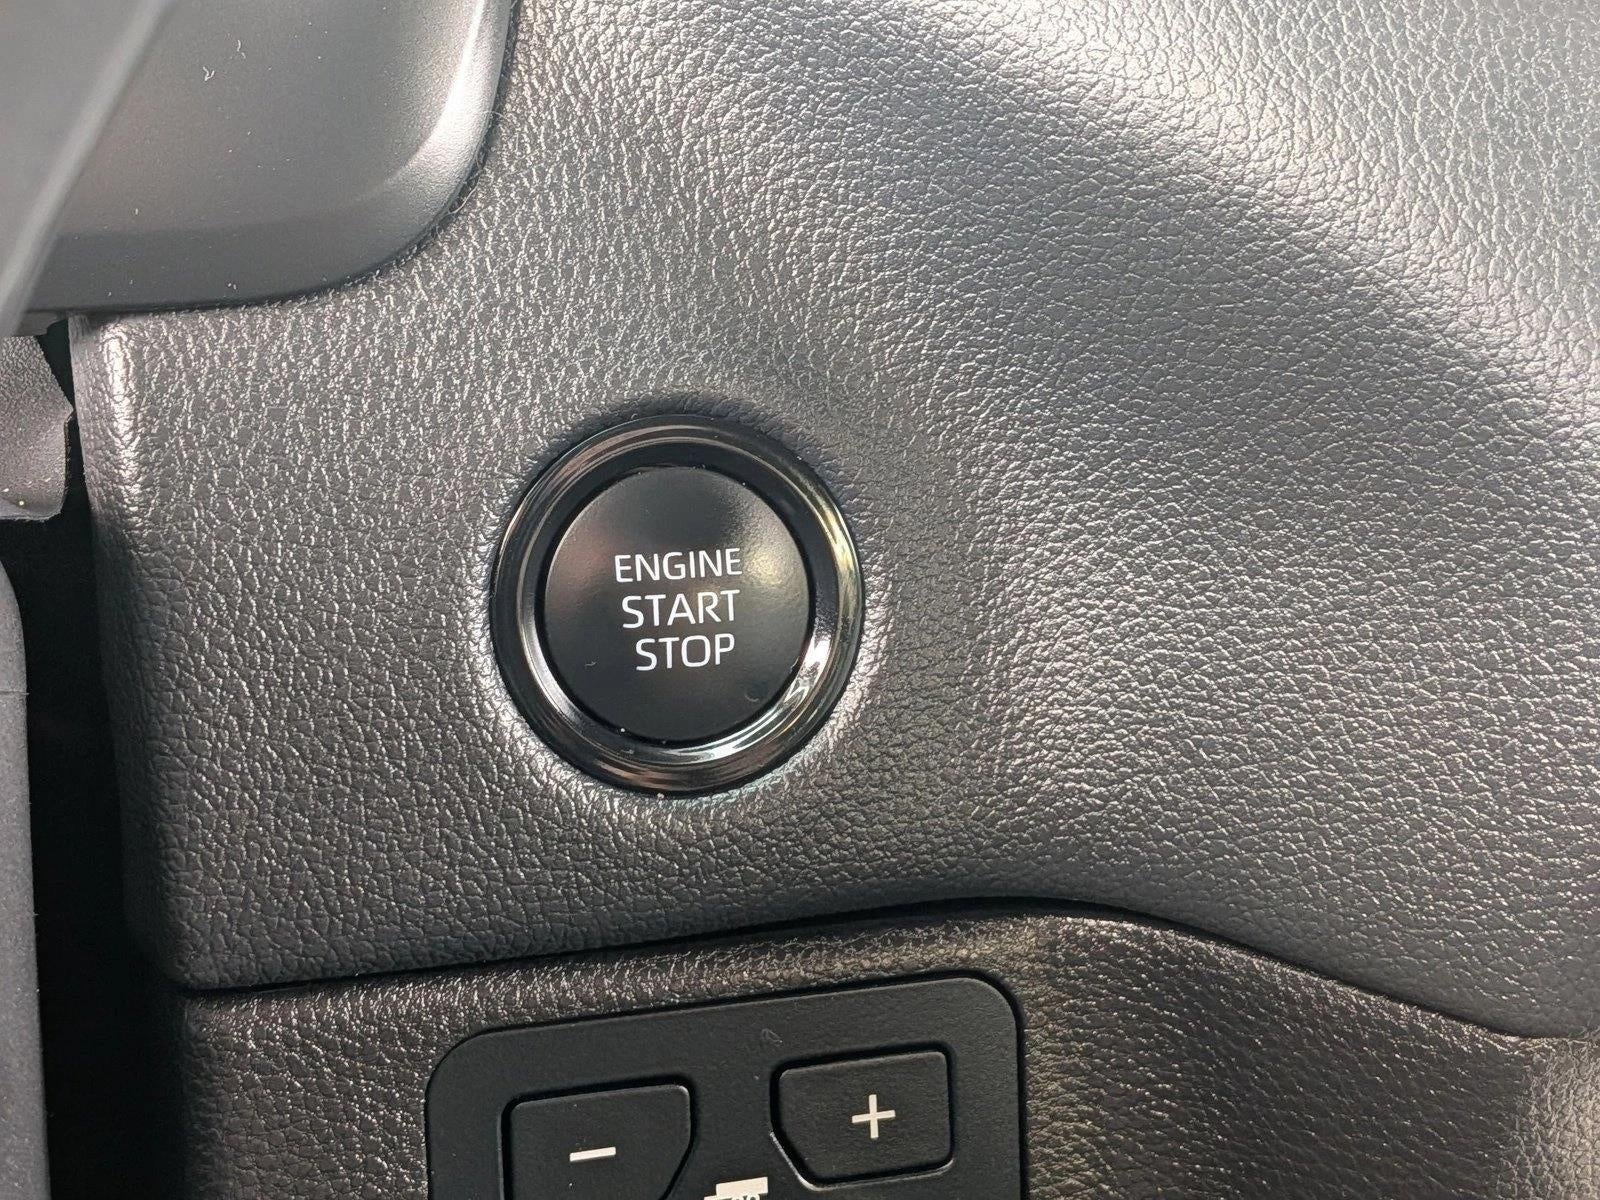 ENGINE
START
STOP
− +